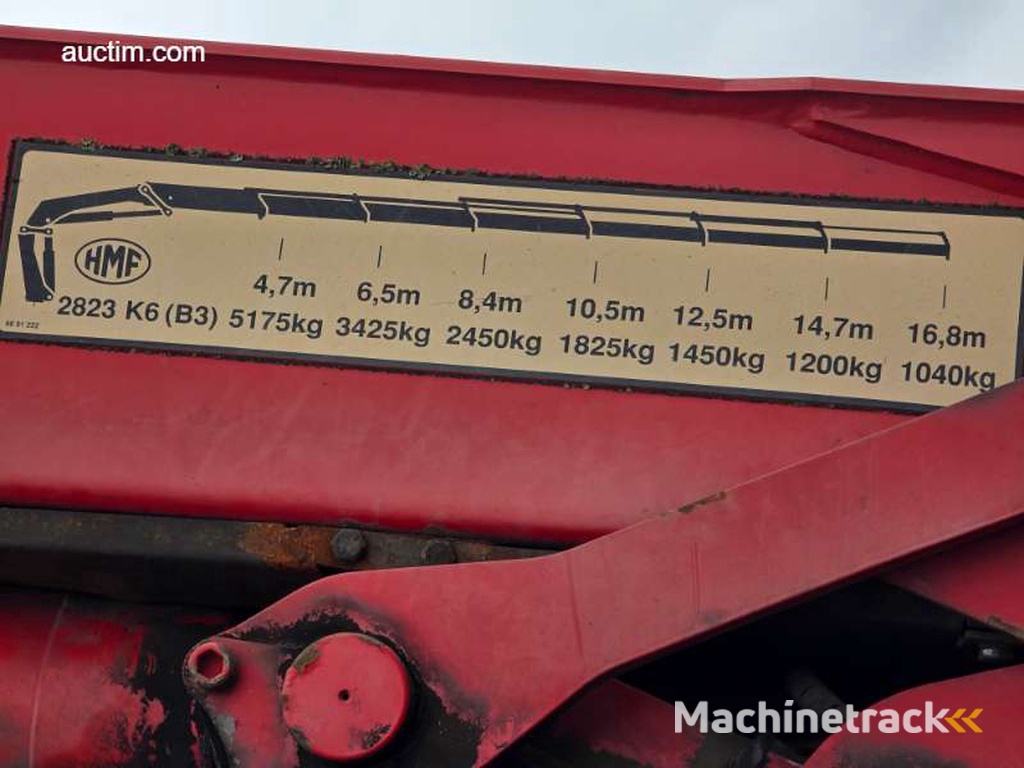 auctim.com
HMF
4,7m 6,5m 8,4m 10,5m 12,5m 14,7m 16,8m
2823 K6 (B3) 5175kg 3425kg 2450kg 1825kg 1450kg 1200kg 1040kg
Machinetrack